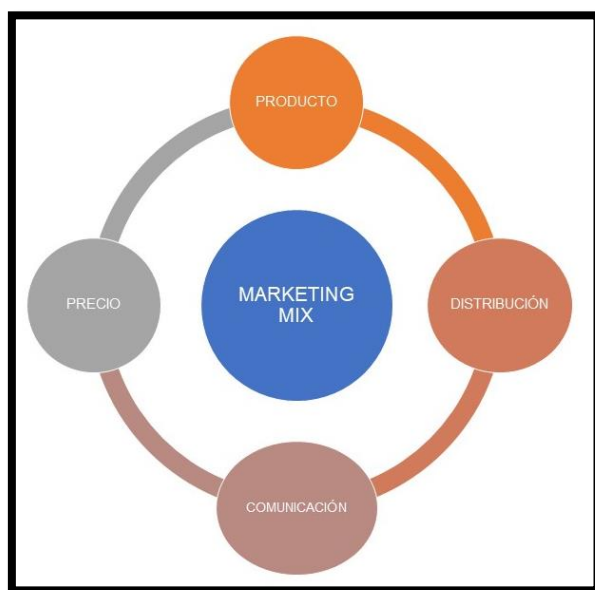 PRODUCTO
PRECIO
MARKETING
MIX
DISTRIBUCIÓN
COMUNICACIÓN